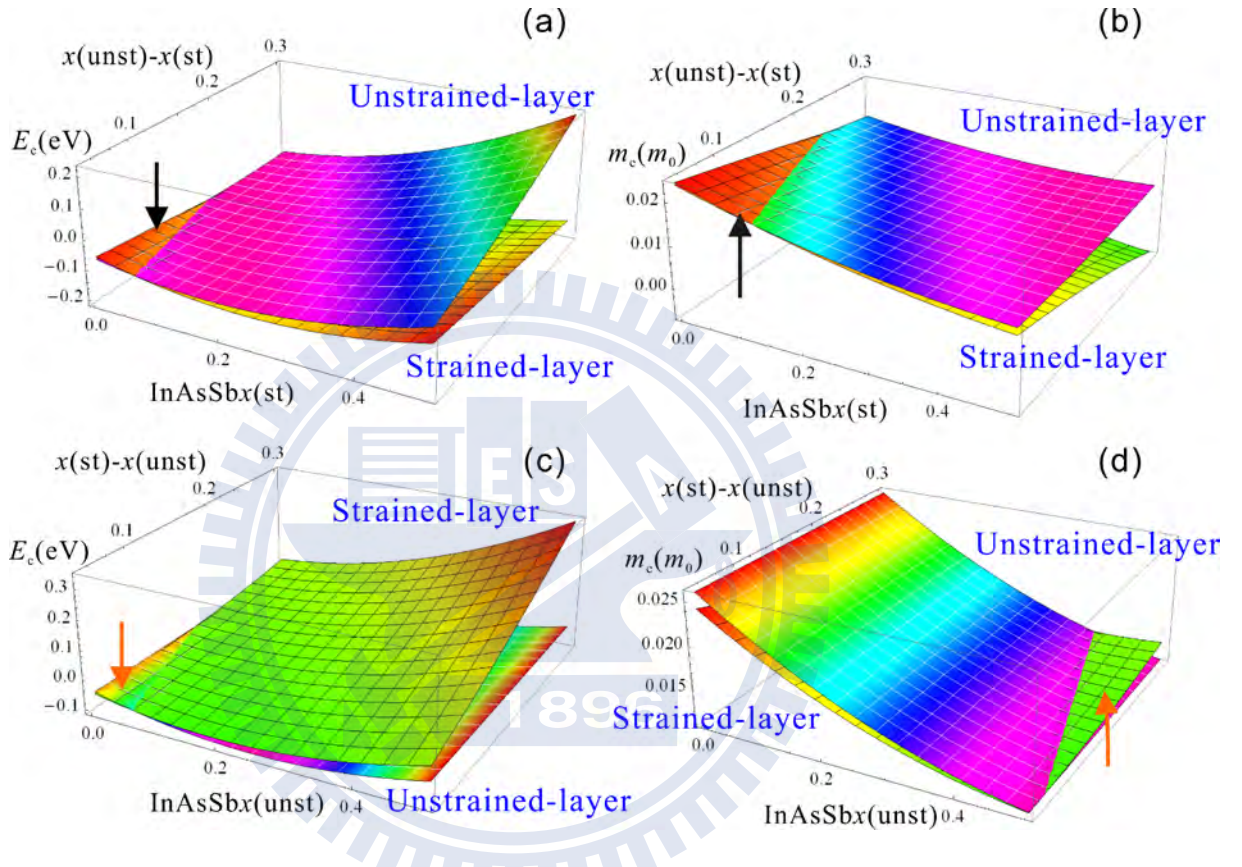 (a)
x(unst)-x(st)
0.3
0.2
0.1
Unstrained-layer
E_c(eV)
0.2
0.1
0.0
−0.1
−0.2
0.0
0.2
0.4
Strained-layer
InAsSbx(st)
(b)
x(unst)-x(st)
0.3
0.2
0.1
Unstrained-layer
m_c(m_0)
0.02
0.01
0.00
0.0
0.2
0.4
Strained-layer
InAsSbx(st)
(c)
x(st)-x(unst)
0.3
0.2
0.1
Strained-layer
E_c(eV)
0.3
0.2
0.1
0.0
−0.1
0.0
0.2
0.4
InAsSbx(unst)
Unstrained-layer
(d)
x(st)-x(unst)
0.3
0.2
0.1
Unstrained-layer
m_c(m_0)
0.025
0.020
0.015
Strained-layer
0.0
0.2
0.4
InAsSbx(unst)
E S A
1896